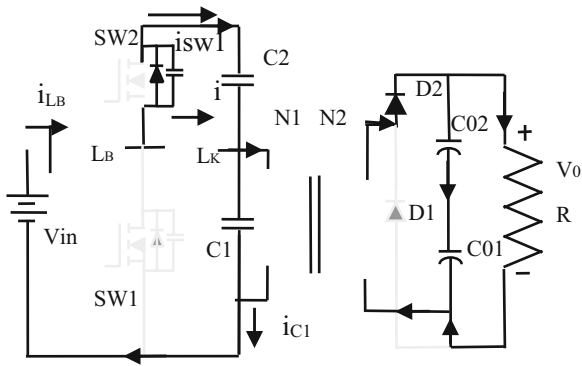 SW2
isw1
C2
i
iLB
N1 N2
D2
C02
+
LB
LK
V0
R
Vin
D1
C1
C01
SW1
iC1
−